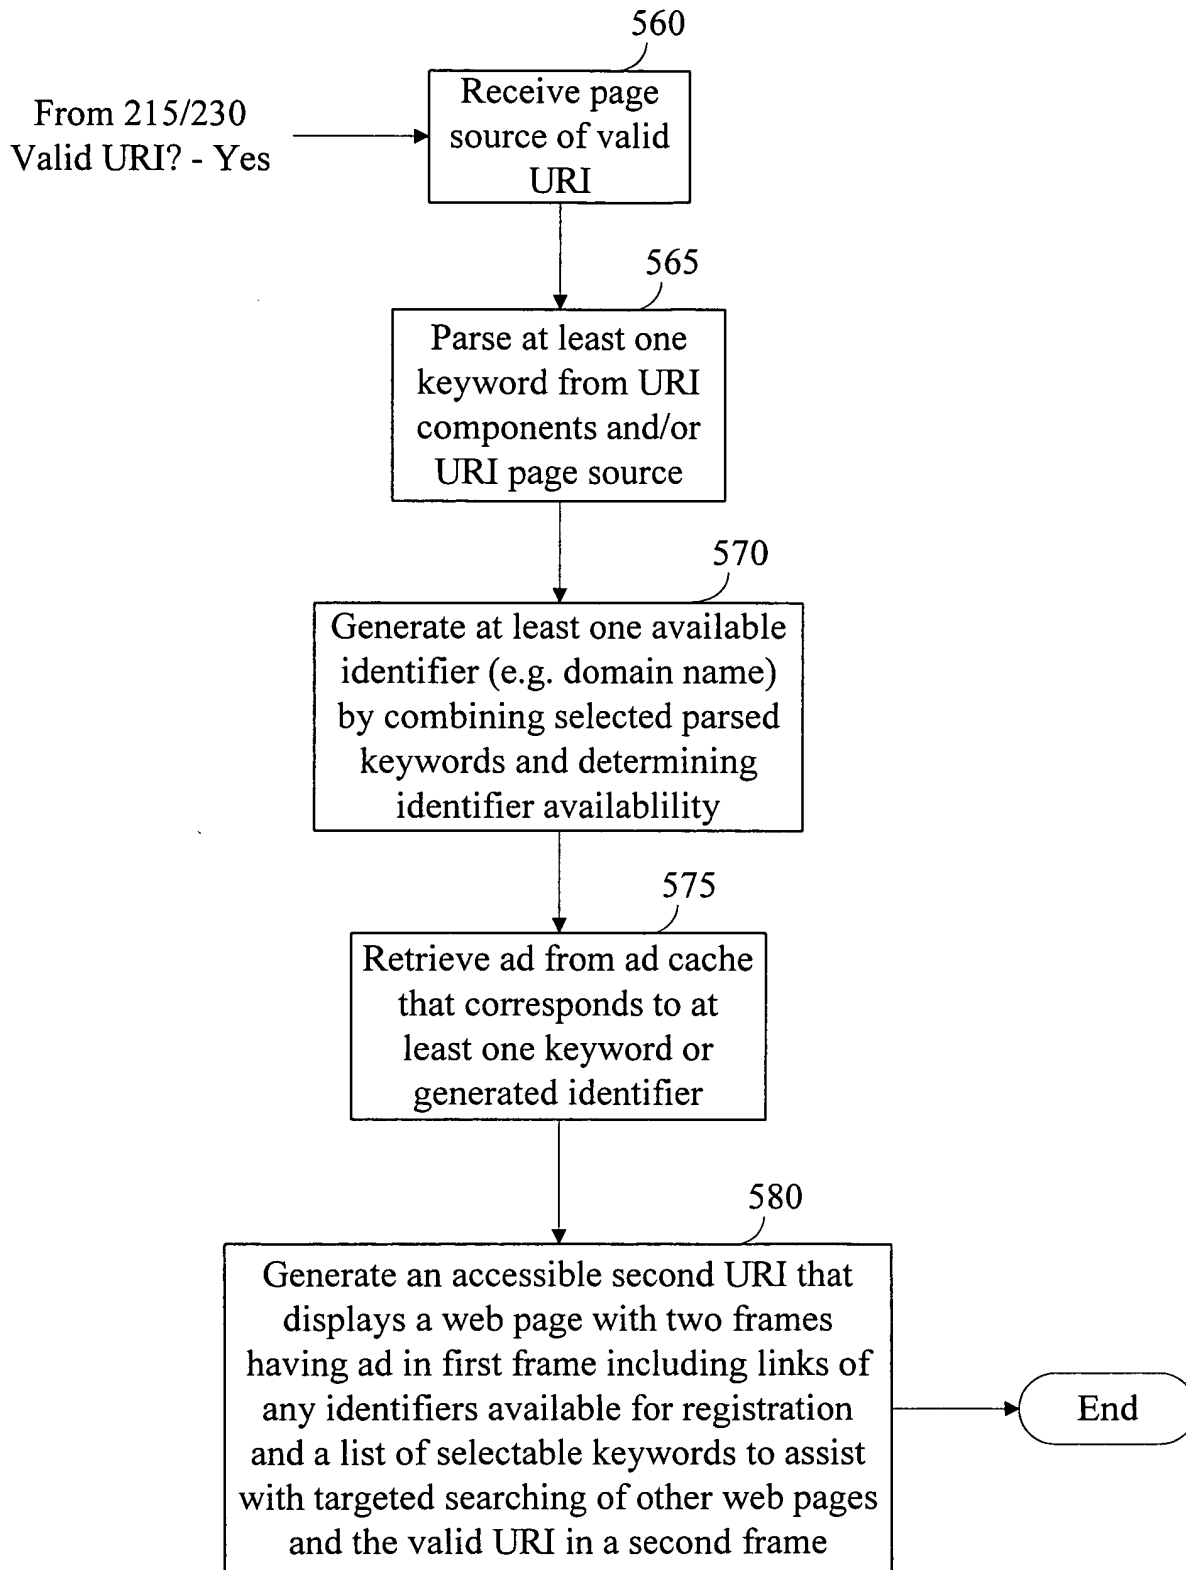 560
Receive page
source of valid
URI
From 215/230
Valid URI? - Yes
565
Parse at least one
keyword from URI
components and/or
URI page source
570
Generate at least one available
identifier (e.g. domain name)
by combining selected parsed
keywords and determining
identifier availablility
575
Retrieve ad from ad cache
that corresponds to at
least one keyword or
generated identifier
580
Generate an accessible second URI that
displays a web page with two frames
having ad in first frame including links of
any identifiers available for registration
and a list of selectable keywords to assist
with targeted searching of other web pages
and the valid URI in a second frame
End